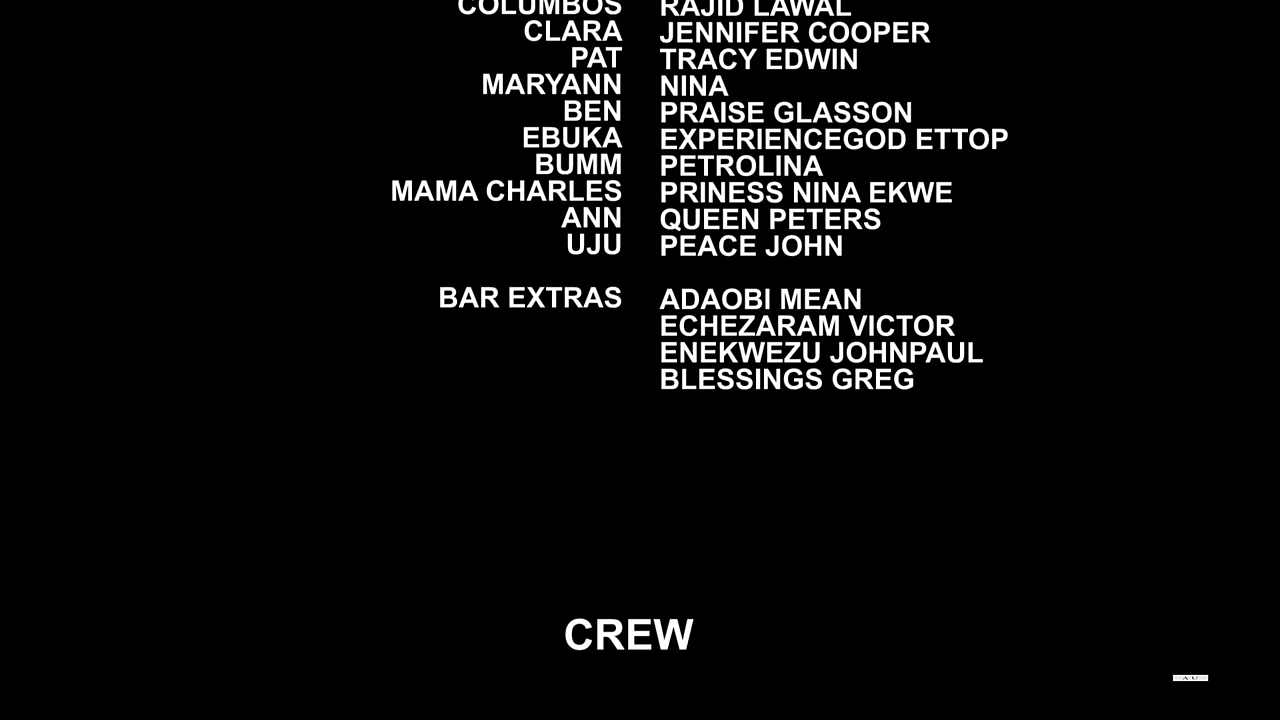 COLUMBOS RAJID LAWAL
CLARA JENNIFER COOPER
PAT TRACY EDWIN
MARYANN NINA
BEN PRAISE GLASSON
EBUKA EXPERIENCEGOD ETTOP
BUMM PETROLINA
MAMA CHARLES PRINESS NINA EKWE
ANN QUEEN PETERS
UJU PEACE JOHN
BAR EXTRAS ADAOBI MEAN
ECHEZARAM VICTOR
ENEKWEZU JOHNPAUL
BLESSINGS GREG
CREW
AU